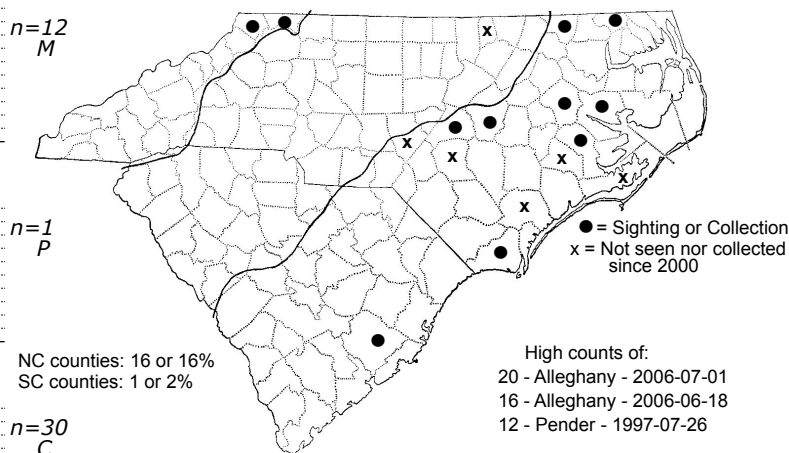 n=12
M
n=1
P
n=30
C
x
x
x
x
x
x
● = Sighting or Collection
x = Not seen nor collected
since 2000
NC counties: 16 or 16%
SC counties: 1 or 2%
High counts of:
20 - Alleghany - 2006-07-01
16 - Alleghany - 2006-06-18
12 - Pender - 1997-07-26